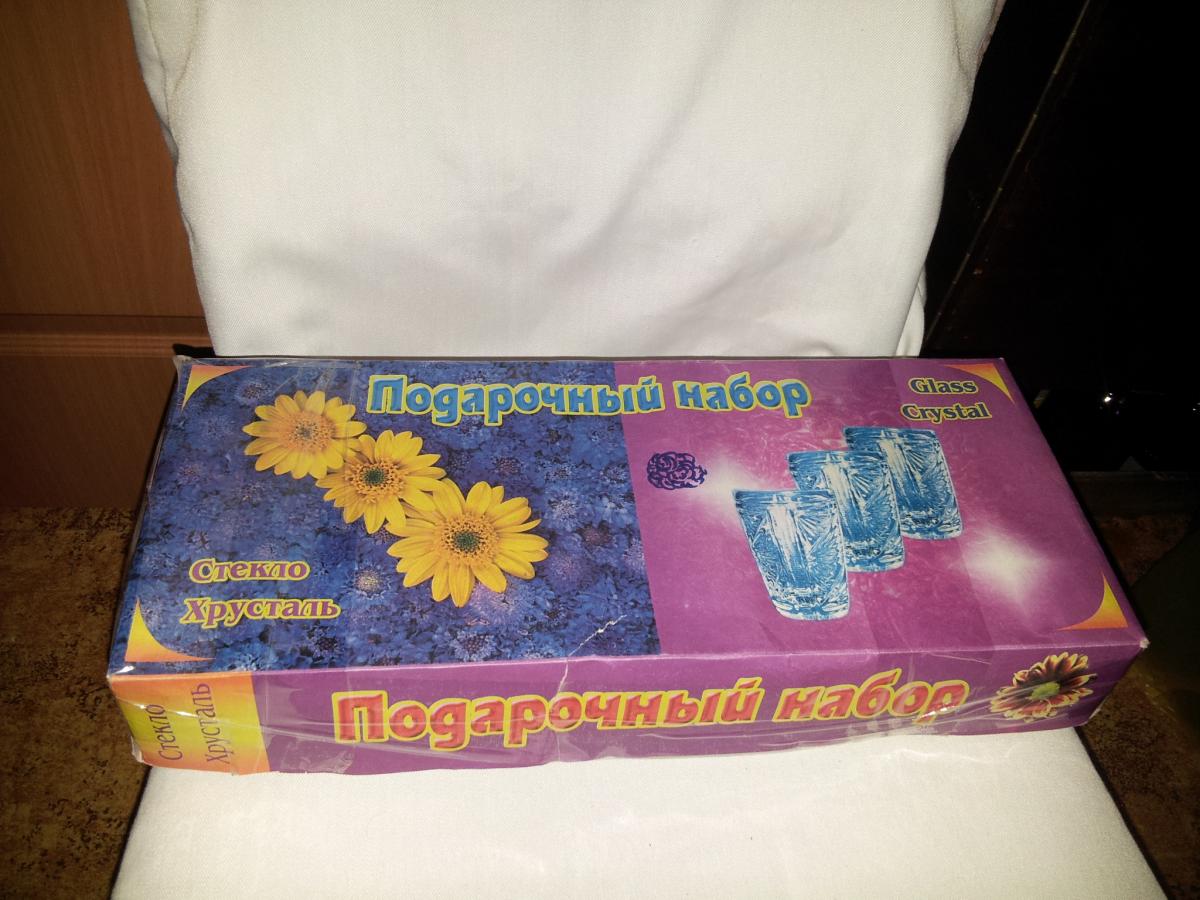 Подарочный набор
Glass
Crystal
Стекло
Хрусталь
Подарочный набор
Стекло
Хрусталь